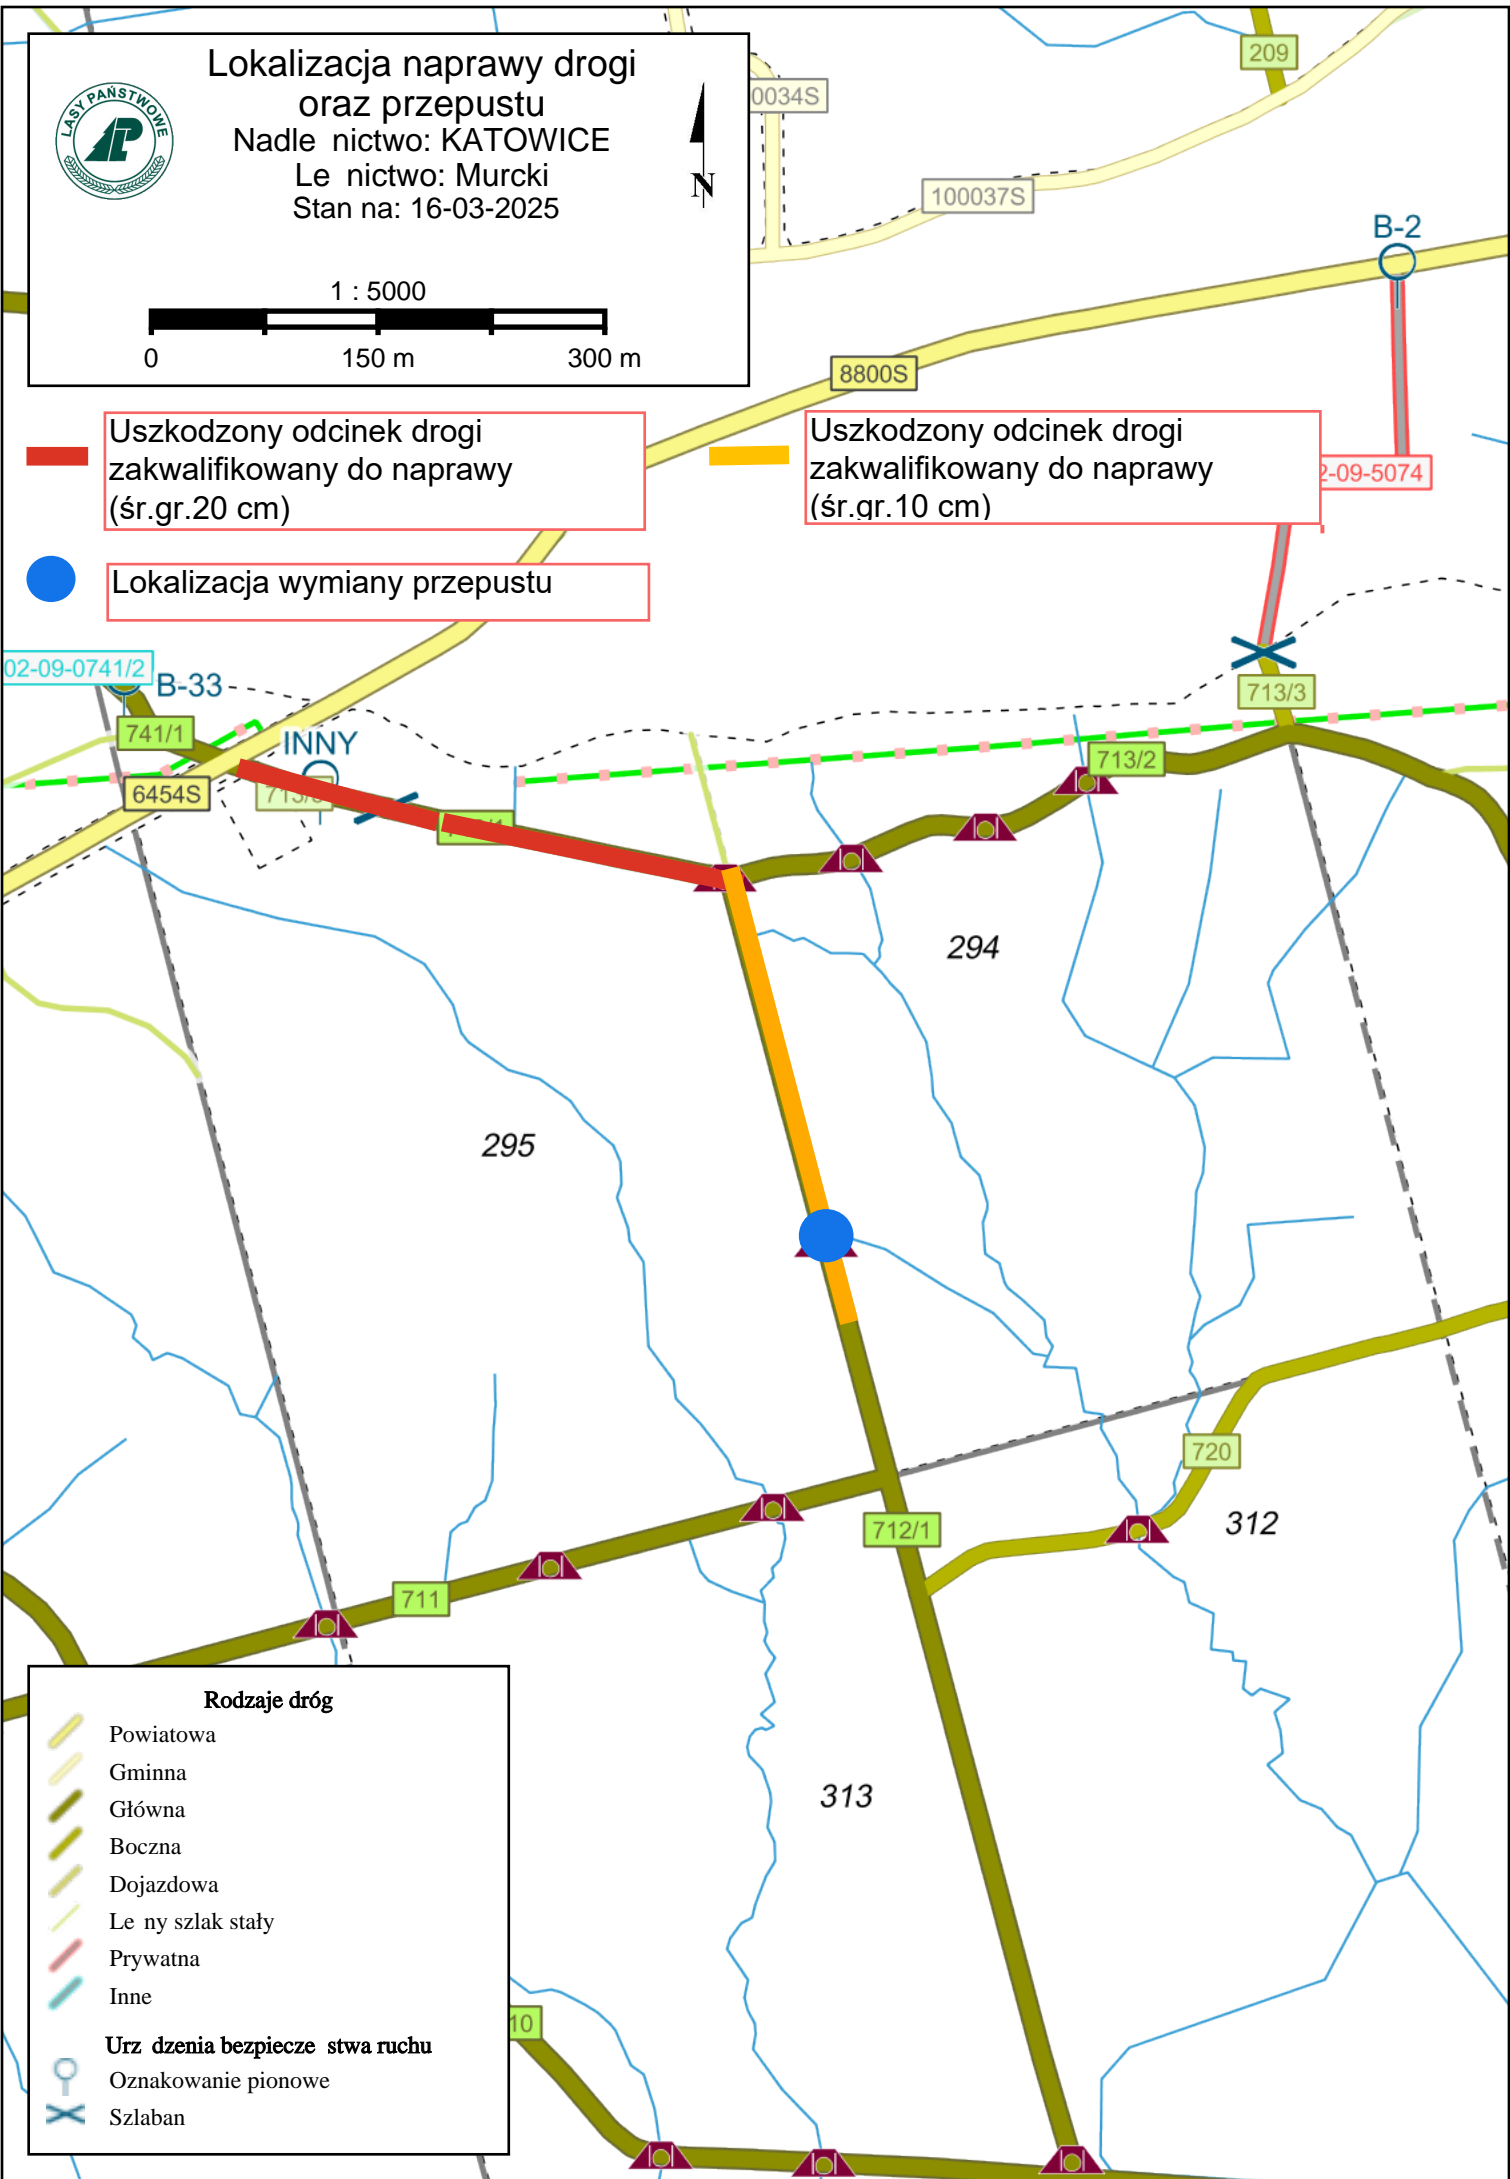 Lokalizacja naprawy drogi
oraz przepustu
Nadle nictwo: KATOWICE
Le nictwo: Murcki
Stan na: 16-03-2025
LASY PAŃSTWOWE
N
1 : 5000
0 150 m 300 m
Uszkodzony odcinek drogi
zakwalifikowany do naprawy
(śr.gr.20 cm)
Uszkodzony odcinek drogi
zakwalifikowany do naprawy
(śr.gr.10 cm)
Lokalizacja wymiany przepustu
209
0034S
100037S
B-2
8800S
2-09-5074
02-09-0741/2
B-33
741/1
INNY
6454S
713/3
713/2
294
295
720
312
712/1
711
313
10
Rodzaje dróg
Powiatowa
Gminna
Główna
Boczna
Dojazdowa
Le ny szlak stały
Prywatna
Inne
Urz dzenia bezpiecze stwa ruchu
Oznakowanie pionowe
Szlaban